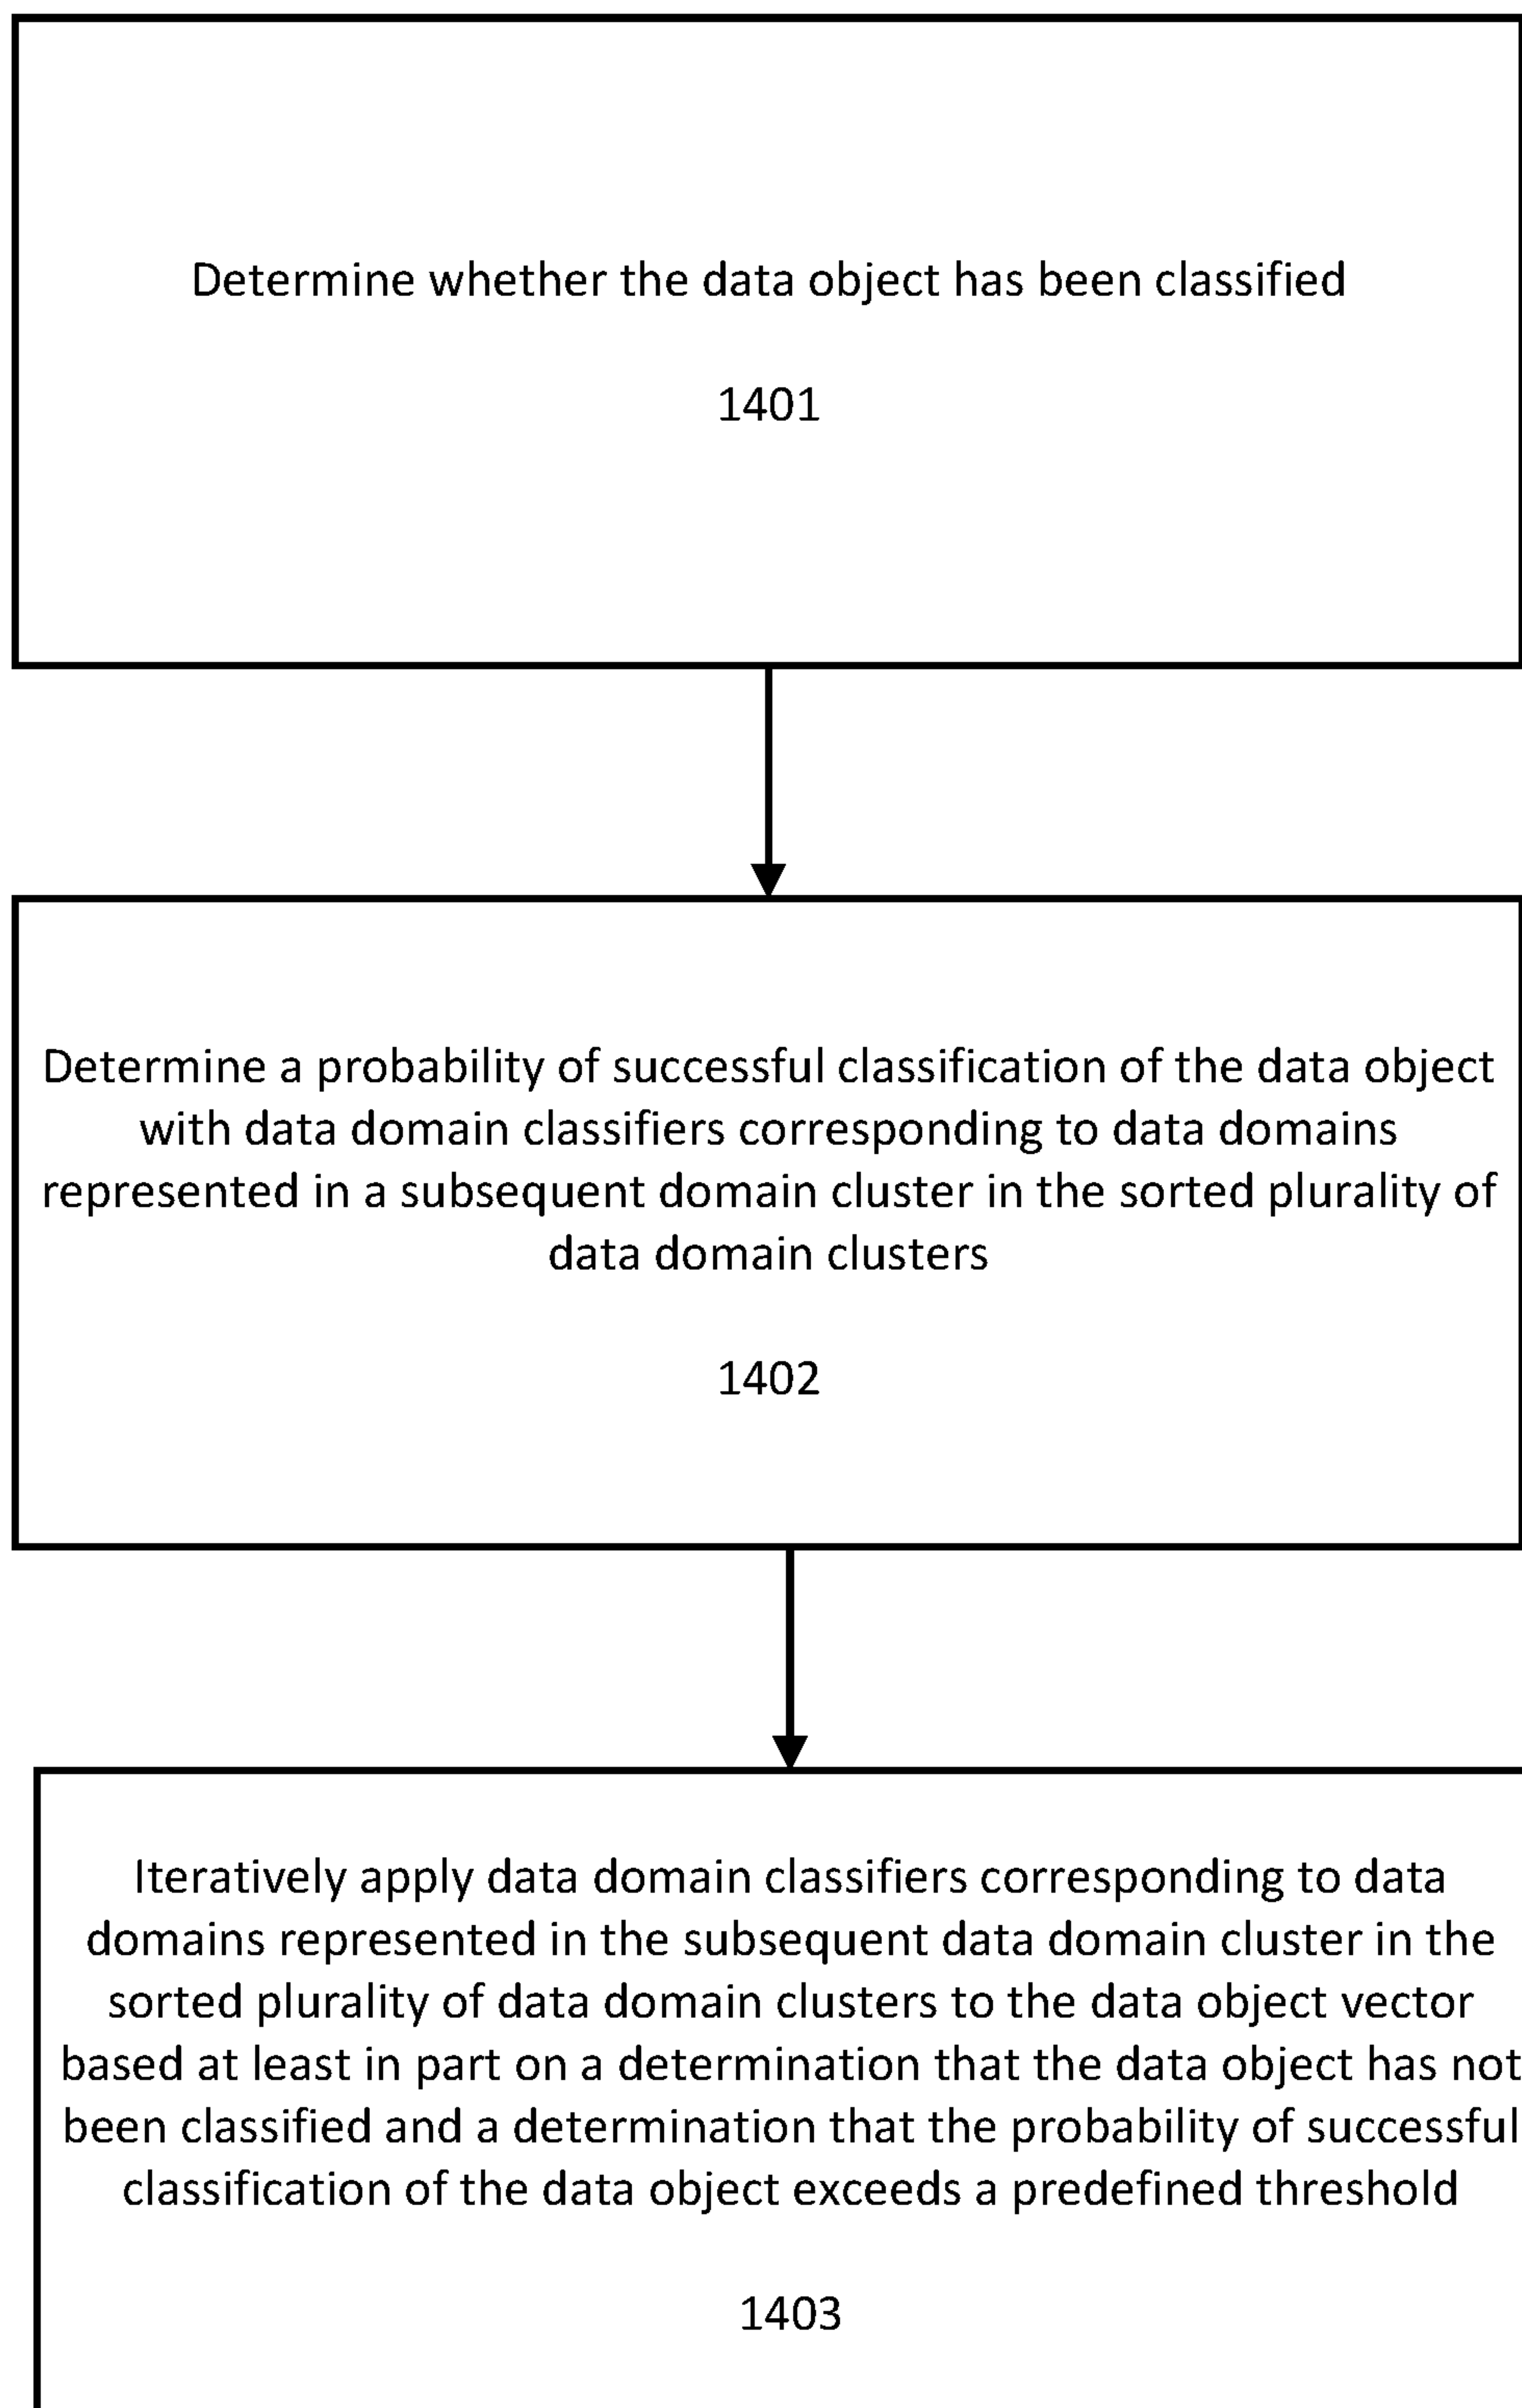 Determine whether the data object has been classified
1401
Determine a probability of successful classification of the data object
with data domain classifiers corresponding to data domains
represented in a subsequent domain cluster in the sorted plurality of
data domain clusters
1402
Iteratively apply data domain classifiers corresponding to data
domains represented in the subsequent data domain cluster in the
sorted plurality of data domain clusters to the data object vector
based at least in part on a determination that the data object has not
been classified and a determination that the probability of successful
classification of the data object exceeds a predefined threshold
1403